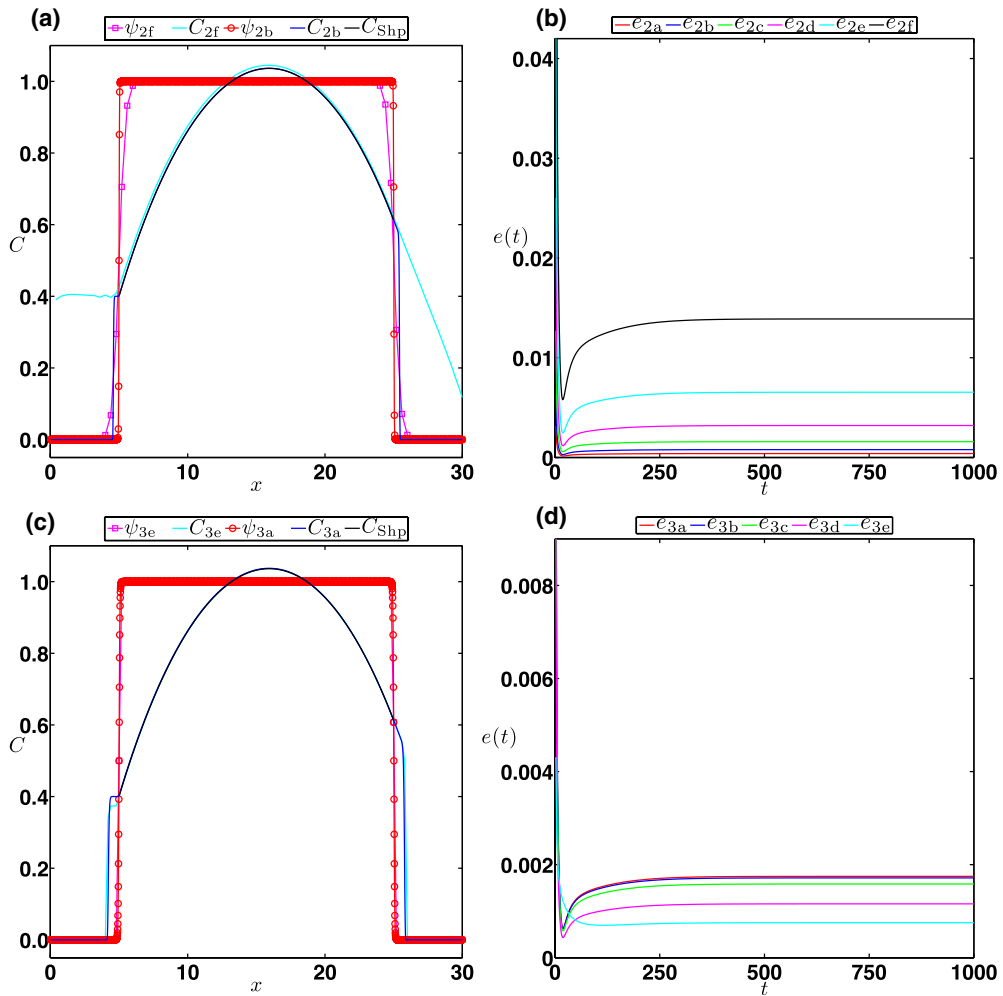 (a)
ψ2f C2f ψ2b C2b CShp
1.0
0.8
0.6
C
0.4
0.2
0.0
0 10 20 30
x
(b)
e2a e2b e2c e2d e2e e2f
0.04
0.03
e(t)
0.02
0.01
0
0 250 500 750 1000
t
(c)
ψ3e C3e ψ3a C3a CShp
1.0
0.8
0.6
C
0.4
0.2
0.0
0 10 20 30
x
(d)
e3a e3b e3c e3d e3e
0.008
0.006
e(t)
0.004
0.002
0
0 250 500 750 1000
t